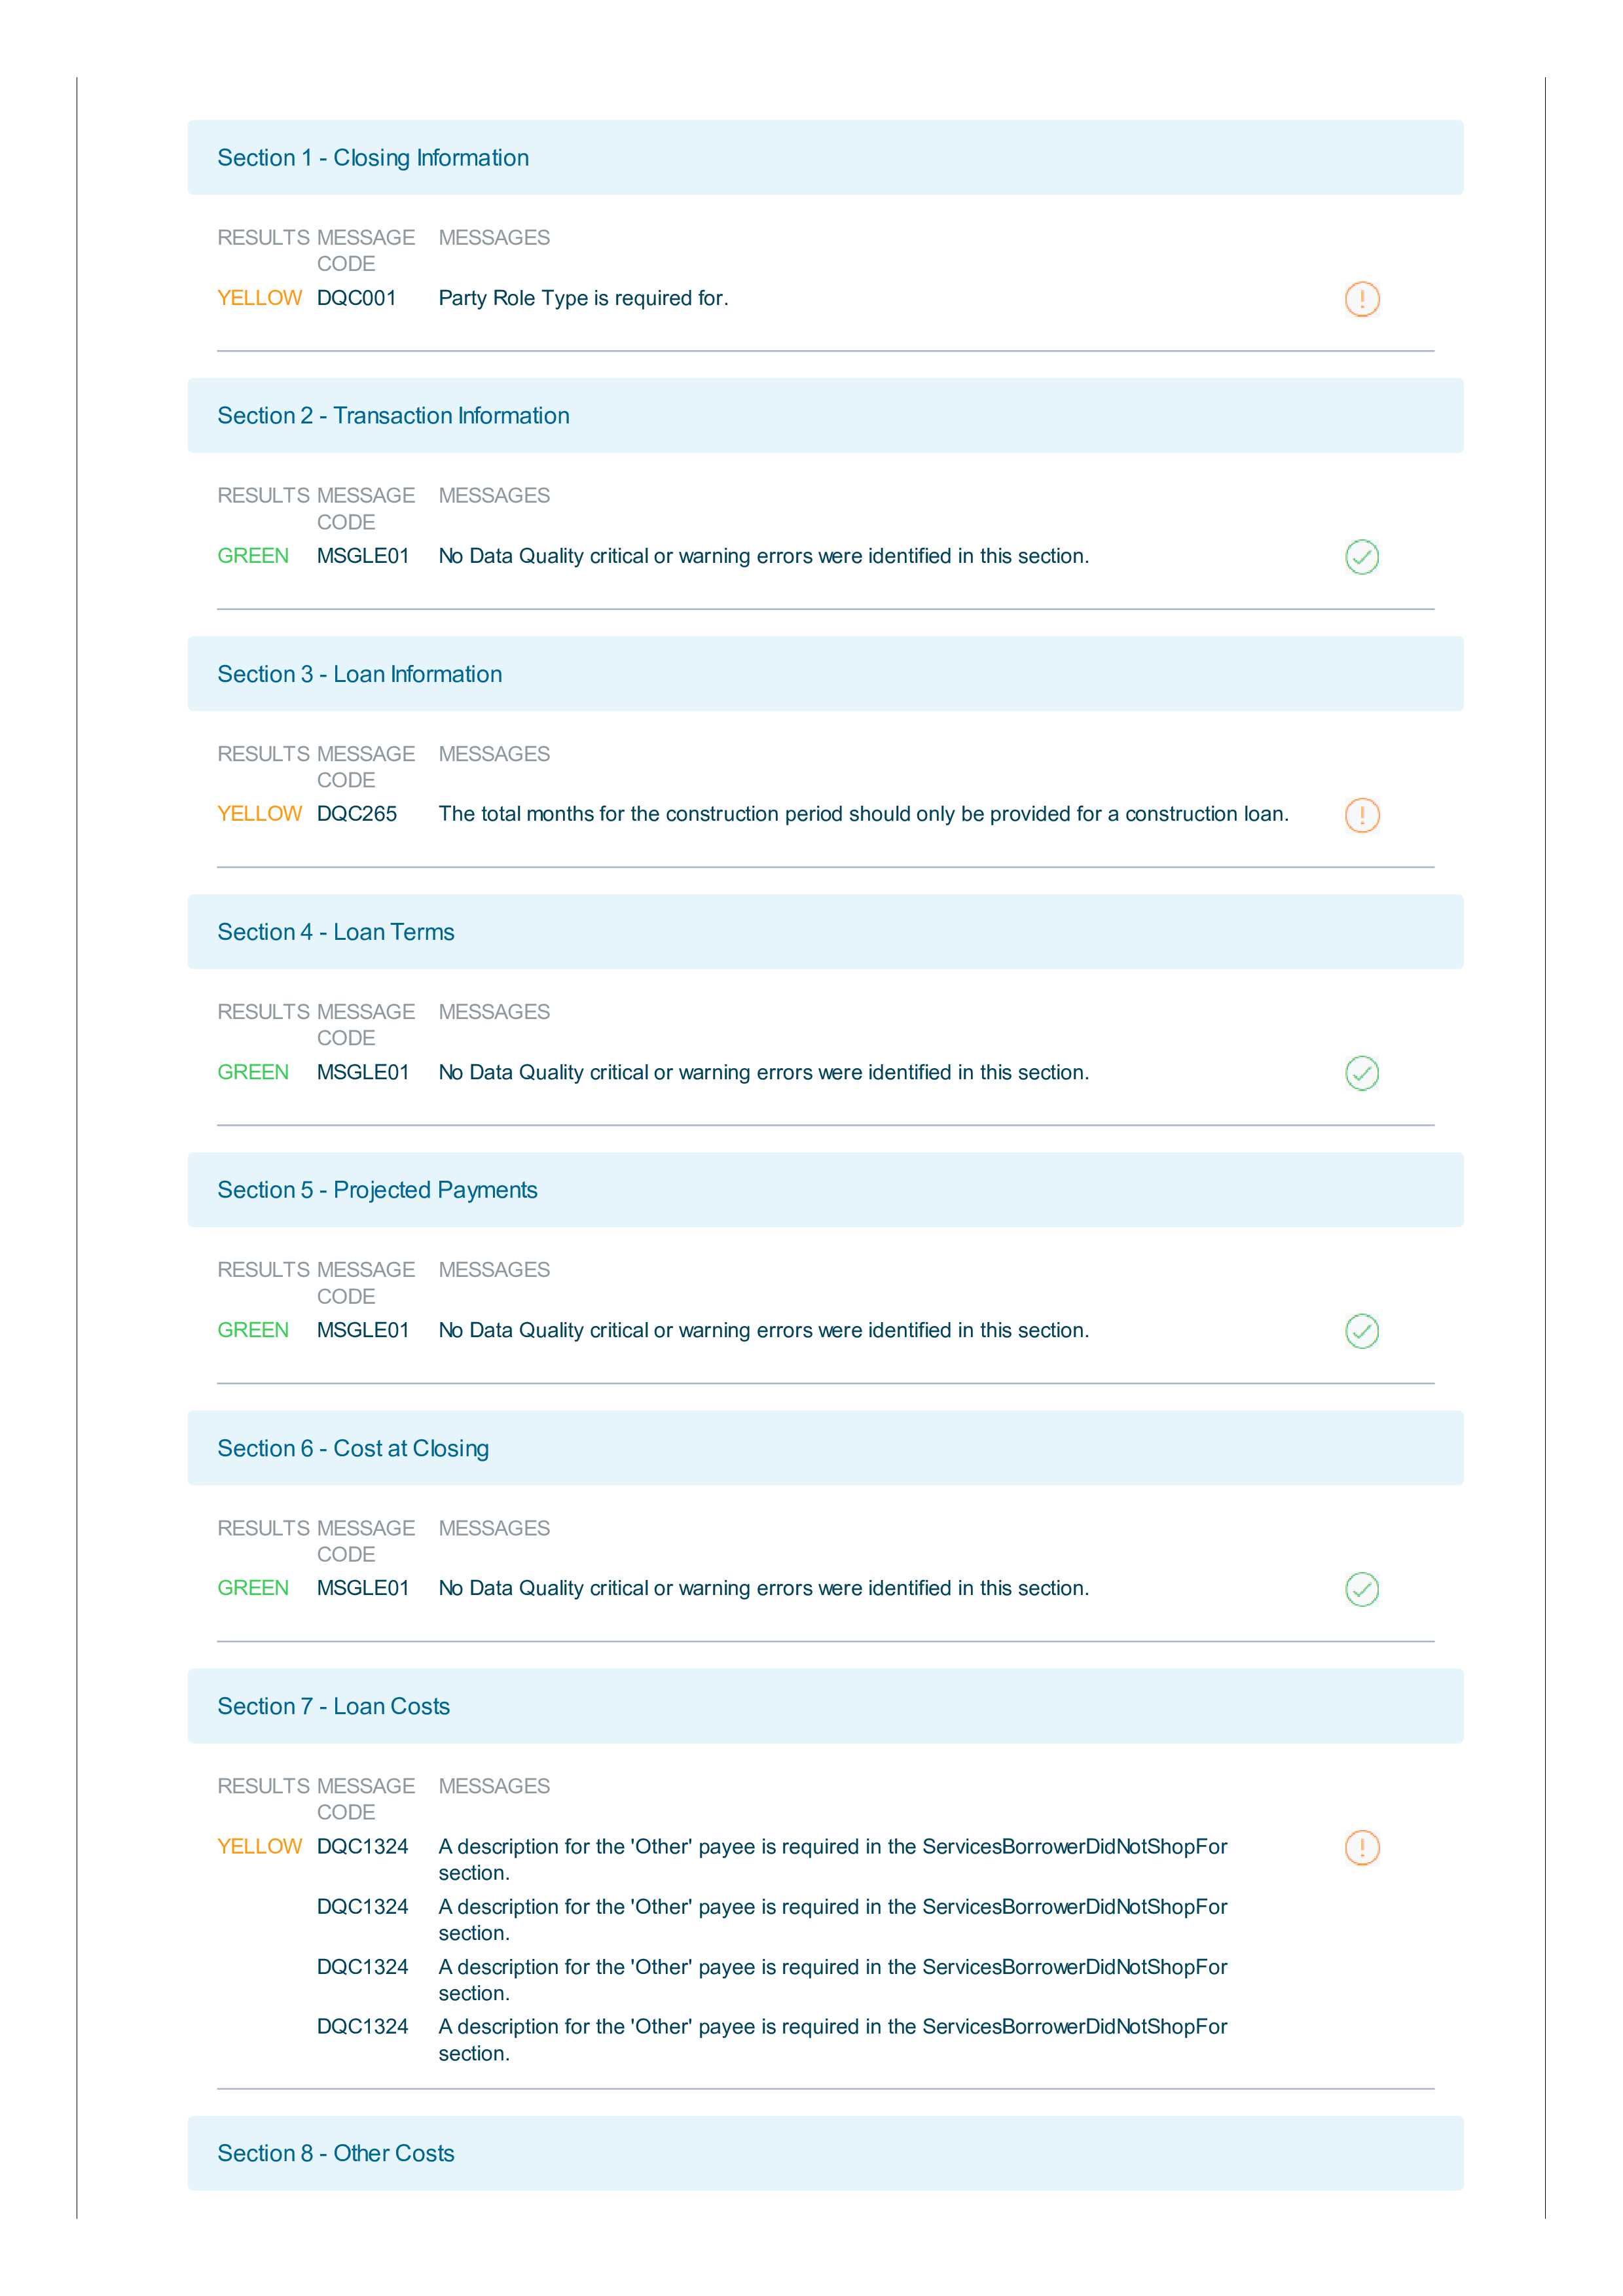 Section 1 - Closing Information
RESULTS MESSAGE CODE MESSAGES
YELLOW DQC001 Party Role Type is required for.
Section 2 - Transaction Information
RESULTS MESSAGE CODE MESSAGES
GREEN MSGLE01 No Data Quality critical or warning errors were identified in this section.
Section 3 - Loan Information
RESULTS MESSAGE CODE MESSAGES
YELLOW DQC265 The total months for the construction period should only be provided for a construction loan.
Section 4 - Loan Terms
RESULTS MESSAGE CODE MESSAGES
GREEN MSGLE01 No Data Quality critical or warning errors were identified in this section.
Section 5 - Projected Payments
RESULTS MESSAGE CODE MESSAGES
GREEN MSGLE01 No Data Quality critical or warning errors were identified in this section.
Section 6 - Cost at Closing
RESULTS MESSAGE CODE MESSAGES
GREEN MSGLE01 No Data Quality critical or warning errors were identified in this section.
Section 7 - Loan Costs
RESULTS MESSAGE CODE MESSAGES
YELLOW DQC1324 A description for the 'Other' payee is required in the ServicesBorrowerDidNotShopFor
section.
DQC1324 A description for the 'Other' payee is required in the ServicesBorrowerDidNotShopFor
section.
DQC1324 A description for the 'Other' payee is required in the ServicesBorrowerDidNotShopFor
section.
DQC1324 A description for the 'Other' payee is required in the ServicesBorrowerDidNotShopFor
section.
Section 8 - Other Costs